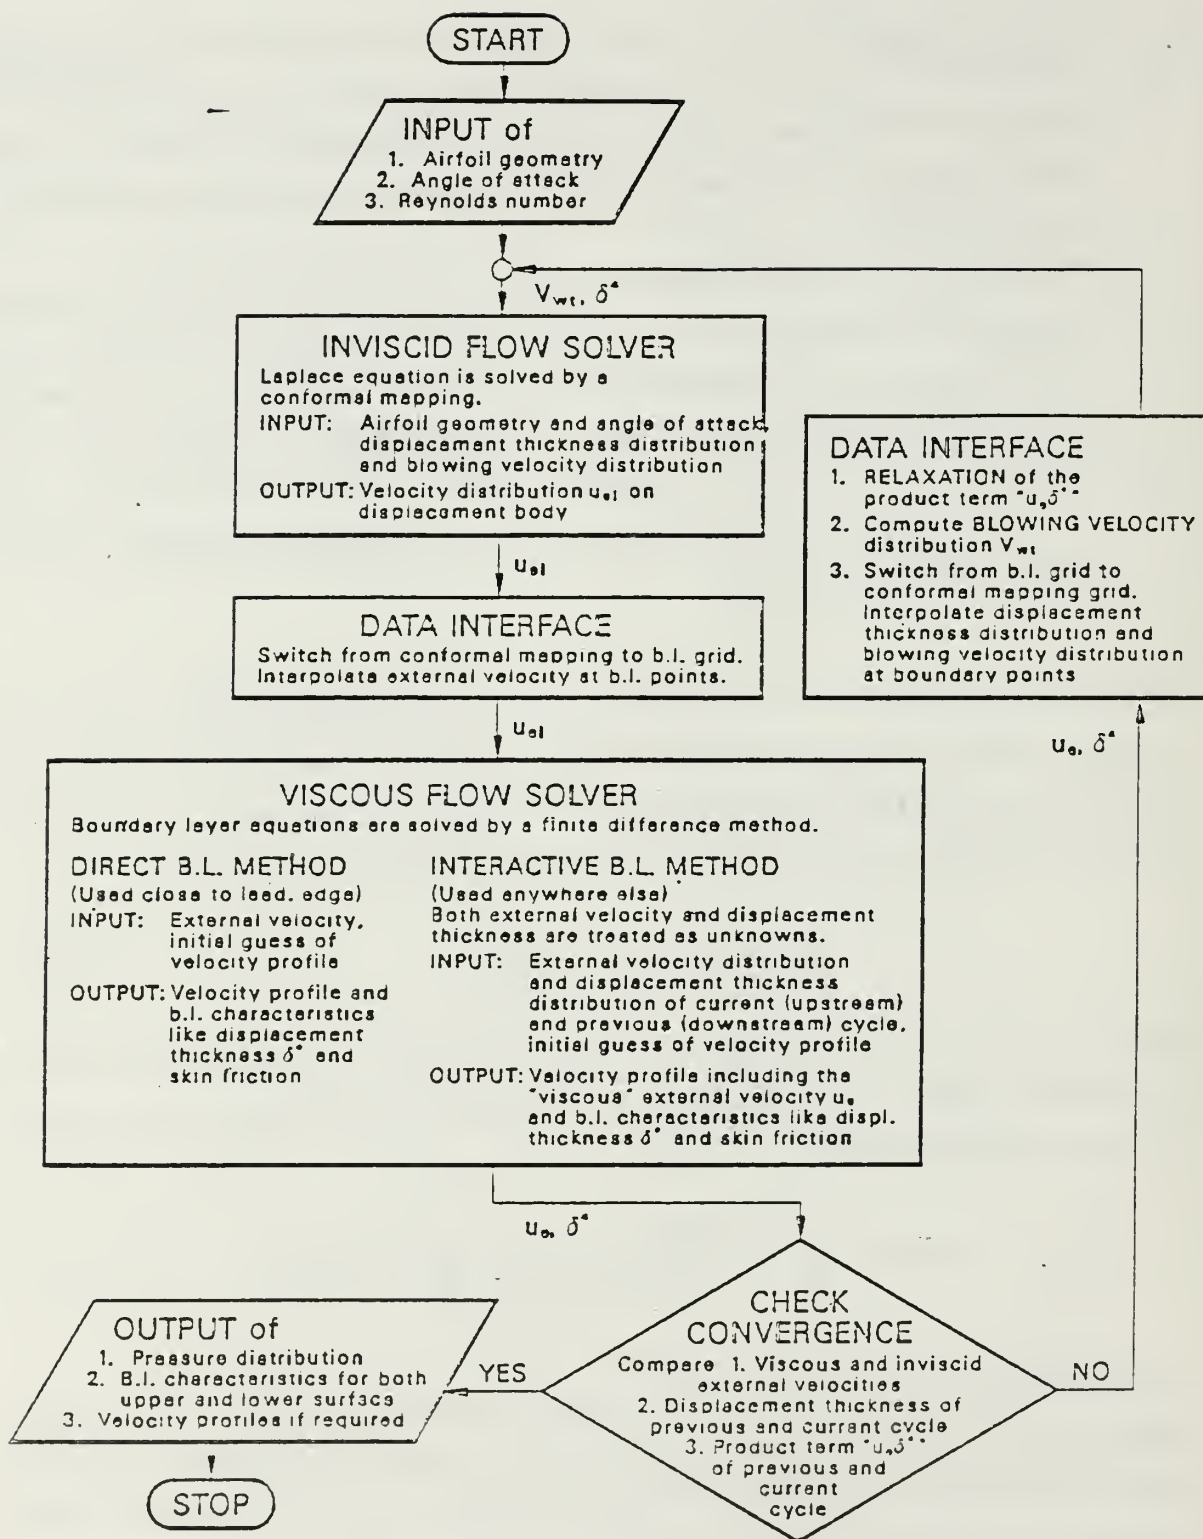 START
INPUT of
1. Airfoil geometry
2. Angle of attack
3. Reynolds number
V_wt, δ*
INVISCID FLOW SOLVER
Laplace equation is solved by a
conformal mapping.
INPUT: Airfoil geometry and angle of attack,
displacement thickness distribution
and blowing velocity distribution
OUTPUT: Velocity distribution u_eI on
displacement body
u_eI
DATA INTERFACE
Switch from conformal mapping to b.l. grid.
Interpolate external velocity at b.l. points.
u_eI
DATA INTERFACE
1. RELAXATION of the
product term "u_eδ*"
2. Compute BLOWING VELOCITY
distribution V_wt
3. Switch from b.l. grid to
conformal mapping grid.
Interpolate displacement
thickness distribution and
blowing velocity distribution
at boundary points
u_e, δ*
VISCOUS FLOW SOLVER
Boundary layer equations are solved by a finite difference method.
DIRECT B.L. METHOD
(Used close to lead. edge)
INPUT: External velocity,
initial guess of
velocity profile
OUTPUT: Velocity profile and
b.l. characteristics
like displacement
thickness δ* and
skin friction
INTERACTIVE B.L. METHOD
(Used anywhere else)
Both external velocity and displacement
thickness are treated as unknowns.
INPUT: External velocity distribution
and displacement thickness
distribution of current (upstream)
and previous (downstream) cycle,
initial guess of velocity profile
OUTPUT: Velocity profile including the
"viscous" external velocity u_e
and b.l. characteristics like displ.
thickness δ* and skin friction
u_e, δ*
CHECK
CONVERGENCE
Compare 1. Viscous and inviscid
external velocities
2. Displacement thickness of
previous and current cycle
3. Product term "u_eδ*"
of previous and
current
cycle
YES
NO
OUTPUT of
1. Pressure distribution
2. B.l. characteristics for both
upper and lower surface
3. Velocity profiles if required
STOP